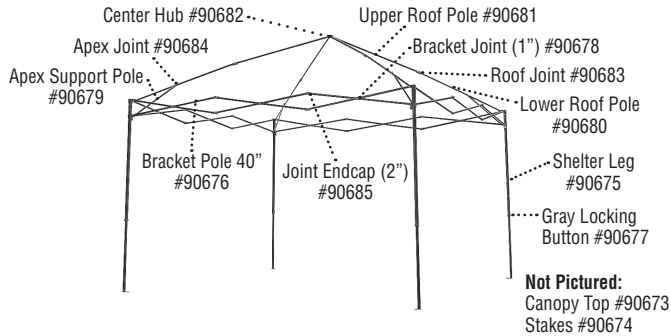 Center Hub #90682
Upper Roof Pole #90681
Apex Joint #90684
Bracket Joint (1”) #90678
Apex Support Pole
#90679
Roof Joint #90683
Lower Roof Pole
#90680
Bracket Pole 40”
#90676
Joint Endcap (2”)
#90685
Shelter Leg
#90675
Gray Locking
Button #90677
Not Pictured:
Canopy Top #90673
Stakes #90674